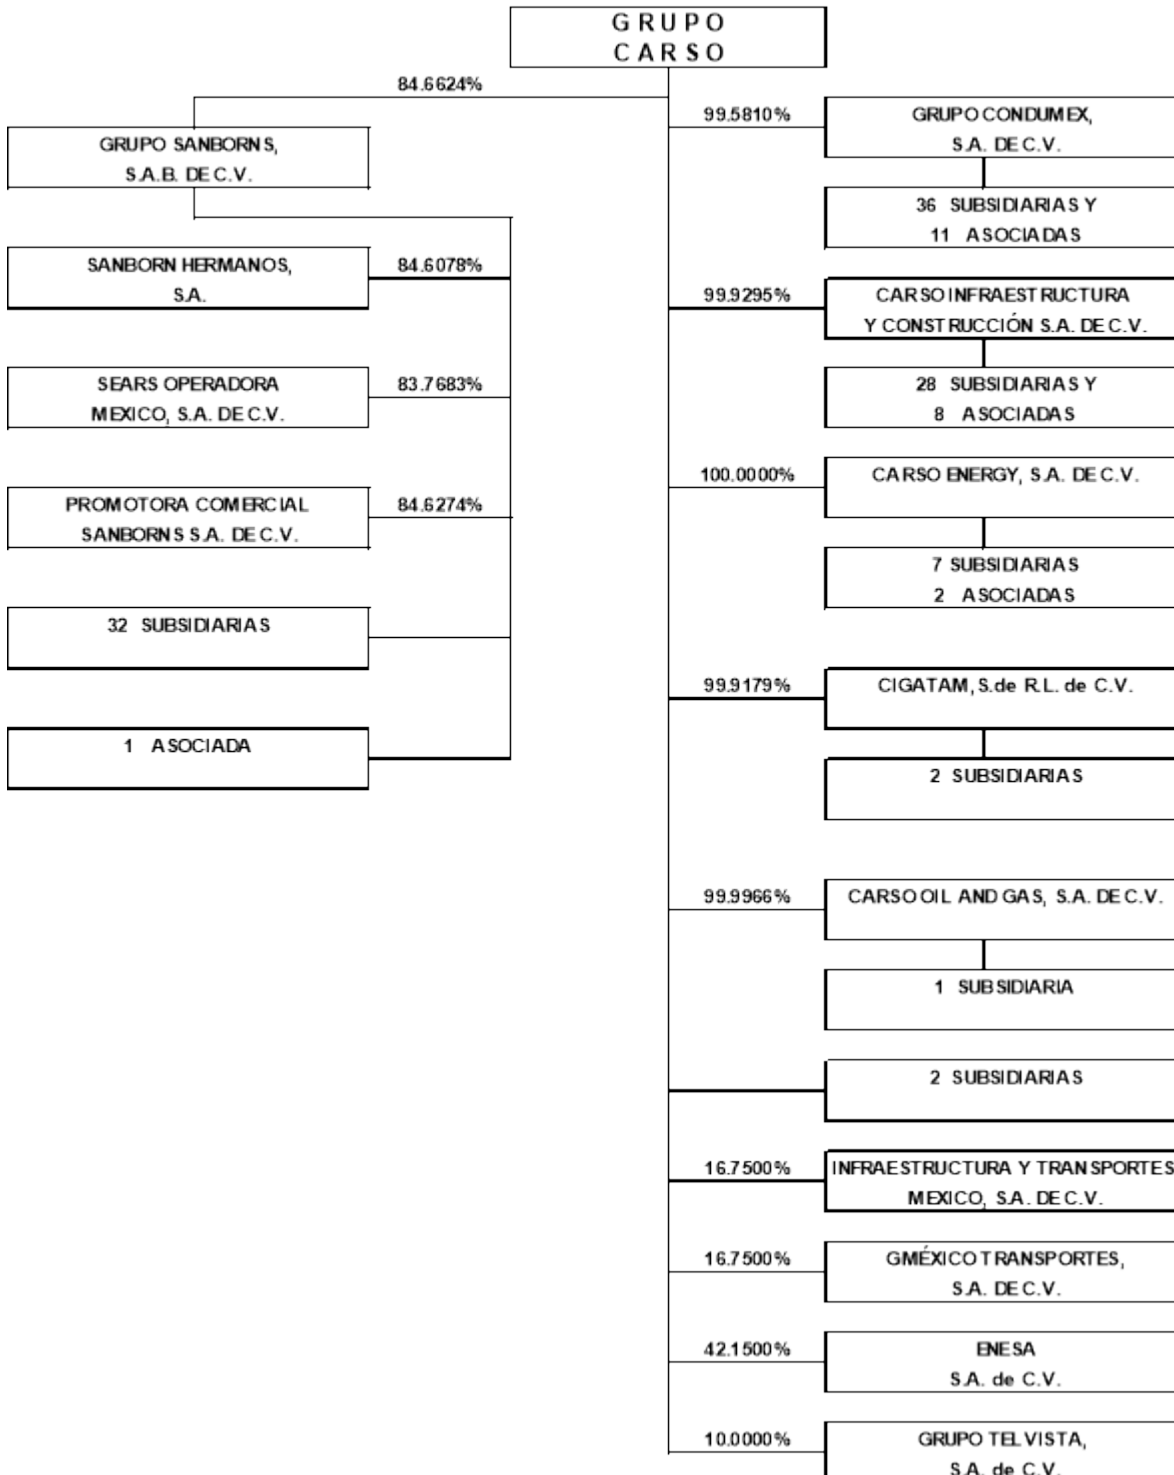 GRUPO
CARSO
84.6624%
GRUPO SANBORNS,
S.A.B. DE C.V.
SANBORN HERMANOS,
S.A.
84.6078%
SEARS OPERADORA
MEXICO, S.A. DE C.V.
83.7683%
PROMOTORA COMERCIAL
SANBORNS S.A. DE C.V.
84.6274%
32 SUBSIDIARIAS
1 ASOCIADA
99.5810%
GRUPO CONDUMEX,
S.A. DE C.V.
36 SUBSIDIARIAS Y
11 ASOCIADAS
99.9295%
CARSO INFRAESTRUCTURA
Y CONSTRUCCIÓN S.A. DE C.V.
28 SUBSIDIARIAS Y
8 ASOCIADAS
100.0000%
CARSO ENERGY, S.A. DE C.V.
7 SUBSIDIARIAS
2 ASOCIADAS
99.9179%
CIGATAM, S.de R.L. de C.V.
2 SUBSIDIARIAS
99.9966%
CARSO OIL AND GAS, S.A. DE C.V.
1 SUBSIDIARIA
2 SUBSIDIARIAS
16.7500%
INFRAESTRUCTURA Y TRANSPORTES
MEXICO, S.A. DE C.V.
16.7500%
GMÉXICO TRANSPORTES,
S.A. DE C.V.
42.1500%
ENESA
S.A. de C.V.
10.0000%
GRUPO TELVISTA,
S.A. de C.V.